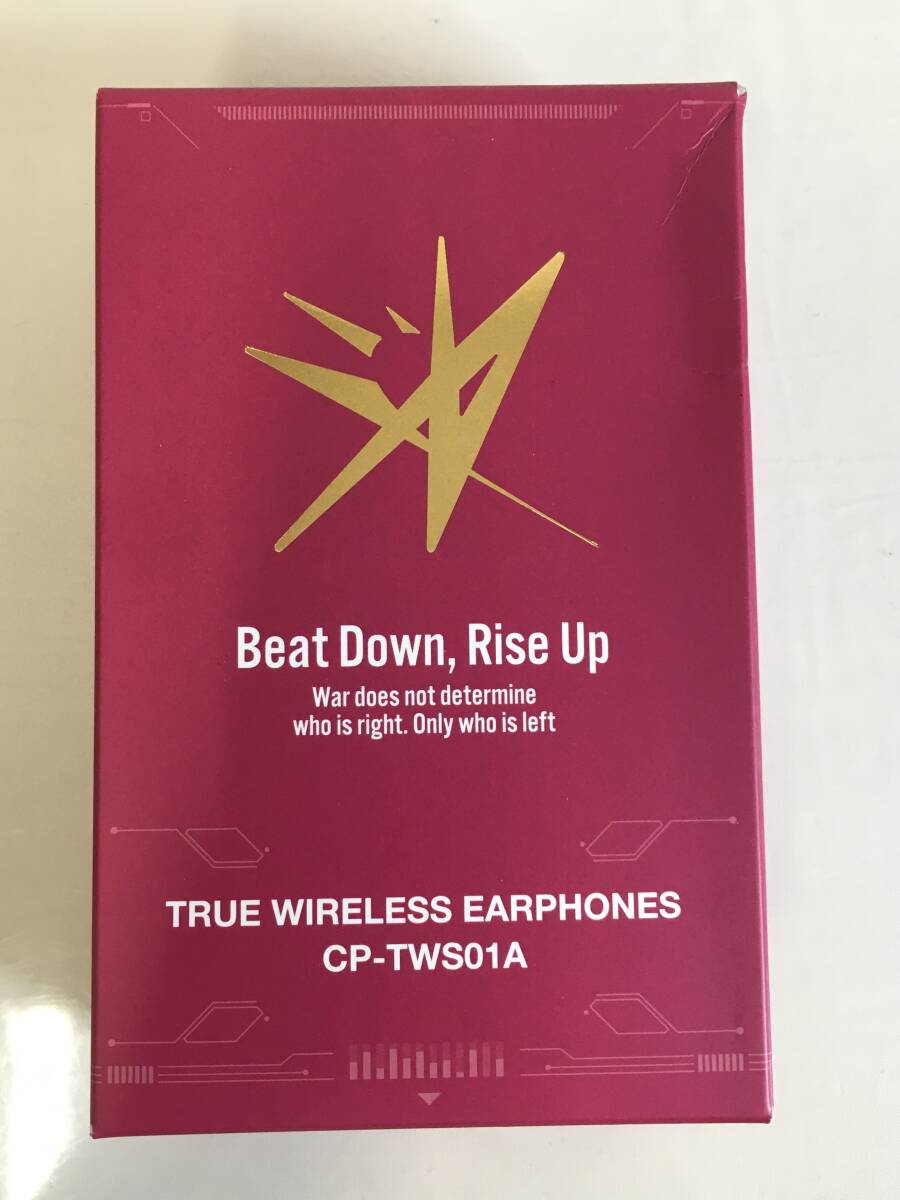 Beat Down, Rise Up
War does not determine
who is right. Only who is left
TRUE WIRELESS EARPHONES
CP-TWS01A